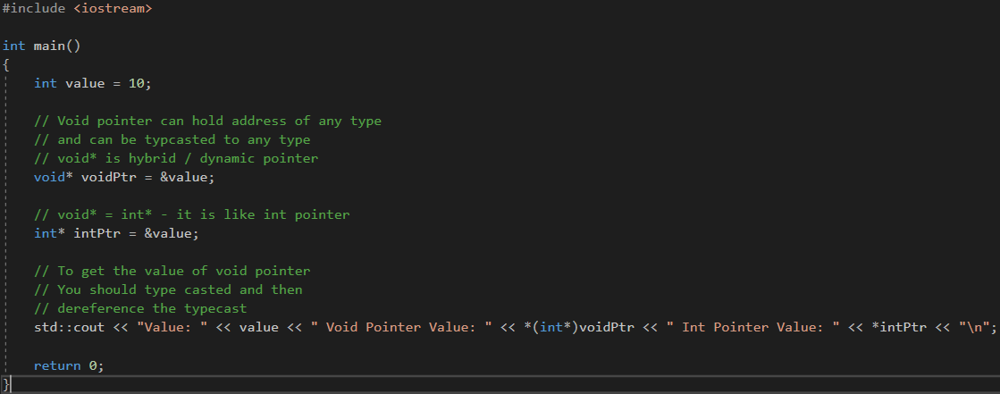 #include <iostream>
int main()
{
int value = 10;
// Void pointer can hold address of any type
// and can be typcasted to any type
// void* is hybrid / dynamic pointer
void* voidPtr = &value;
// void* = int* - it is like int pointer
int* intPtr = &value;
// To get the value of void pointer
// You should type casted and then
// dereference the typecast
std::cout << "Value: " << value << " Void Pointer Value: " << *(int*)voidPtr << " Int Pointer Value: " << *intPtr << "\n";
return 0;
}